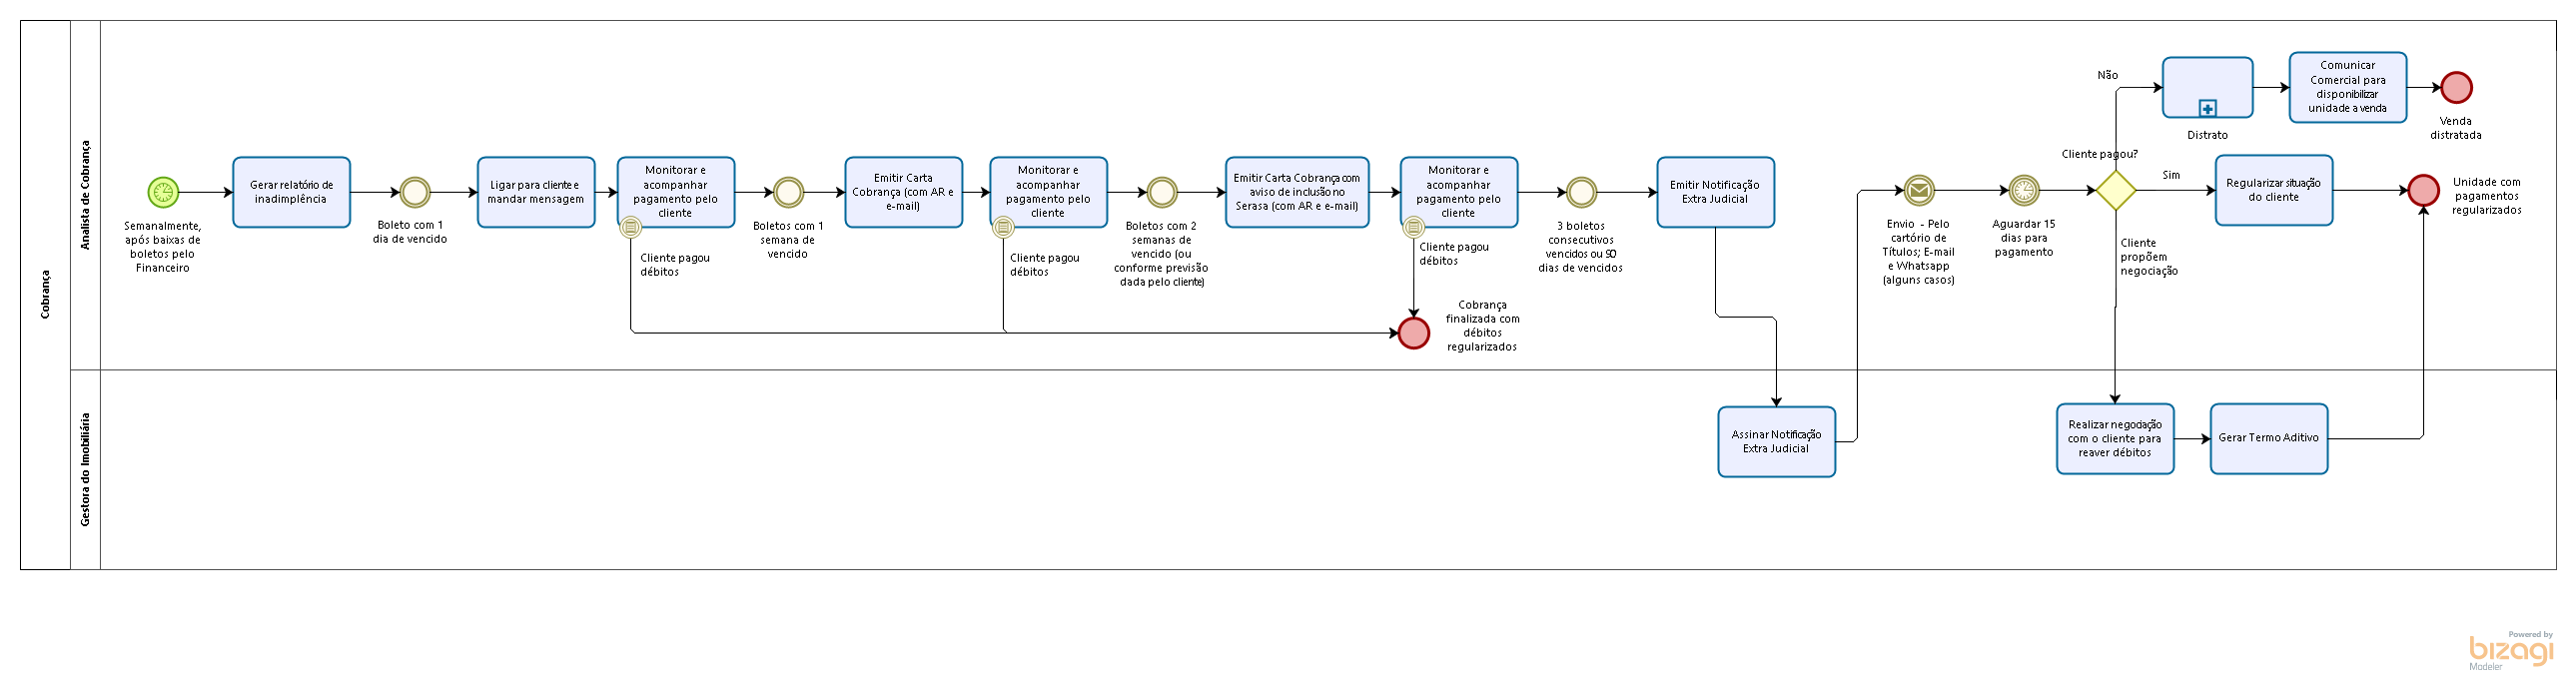 Cobrança
Analista de Cobrança
Semanalmente,
após baixas de
boletos pelo
Financeiro
Gerar relatório de
inadimplência
Boleto com 1
dia de vencido
Ligar para cliente e
mandar mensagem
Monitorar e
acompanhar
pagamento pelo
cliente
Cliente pagou
débitos
Boletos com 1
semana de
vencido
Emitir Carta
Cobrança (com AR e
e-mail)
Monitorar e
acompanhar
pagamento pelo
cliente
Cliente pagou
débitos
Boletos com 2
semanas de
vencido (ou
conforme previsão
dada pelo cliente)
Emitir Carta Cobrança com
aviso de inclusão no
Serasa (com AR e e-mail)
Monitorar e
acompanhar
pagamento pelo
cliente
Cliente pagou
débitos
Cobrança
finalizada com
débitos
regularizados
3 boletos
consecutivos
vencidos ou 90
dias de vencidos
Emitir Notificação
Extra Judicial
Envio - Pelo
cartório de
Títulos; E-mail
e Whatsapp
(alguns casos)
Aguardar 15
dias para
pagamento
Cliente pagou?
Não
Distrato
Comunicar
Comercial para
disponibilizar
unidade a venda
Venda
distratada
Sim
Regularizar situação
do cliente
Unidade com
pagamentos
regularizados
Cliente
propõem
negociação
Gestora do Imobiliária
Assinar Notificação
Extra Judicial
Realizar negociação
com o cliente para
reaver débitos
Gerar Termo Aditivo
Powered by
bizagi
Modeler